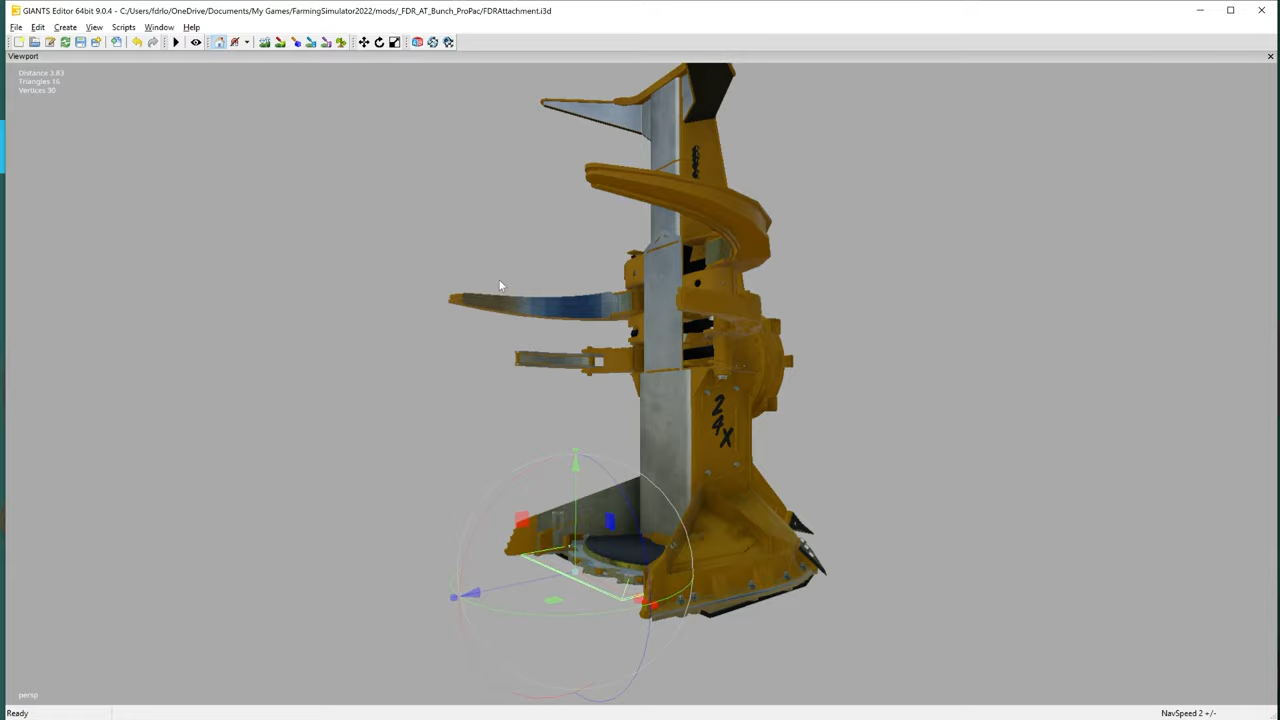 GIANTS Editor 64bit 9.0.4 - C:/Users/fdrlo/OneDrive/Documents/My Games/FarmingSimulator2022/mods/_FDR_AT_Bunch_ProPac/FDRAttachment.i3d
File Edit Create View Scripts Window Help
Viewport
Distance 3.83
Triangles 16
Vertices 30
24X
persp
Ready
NavSpeed 2 +/-